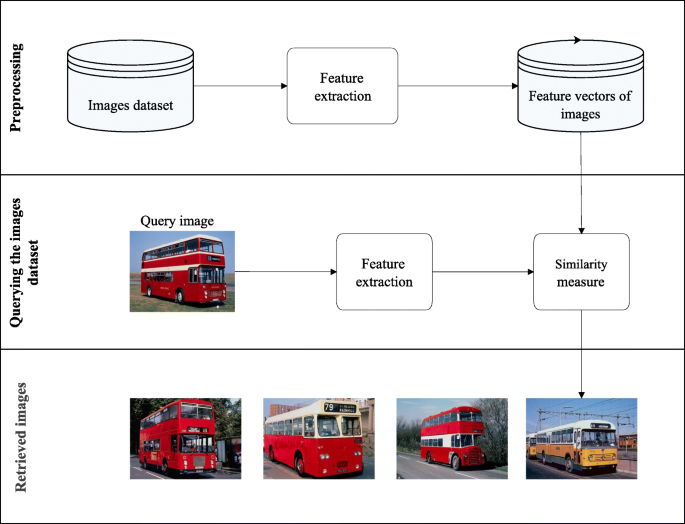 Preprocessing
Images dataset
Feature
extraction
Feature vectors of
images
Querying the images
dataset
Query image
Feature
extraction
Similarity
measure
Retrieved images
79